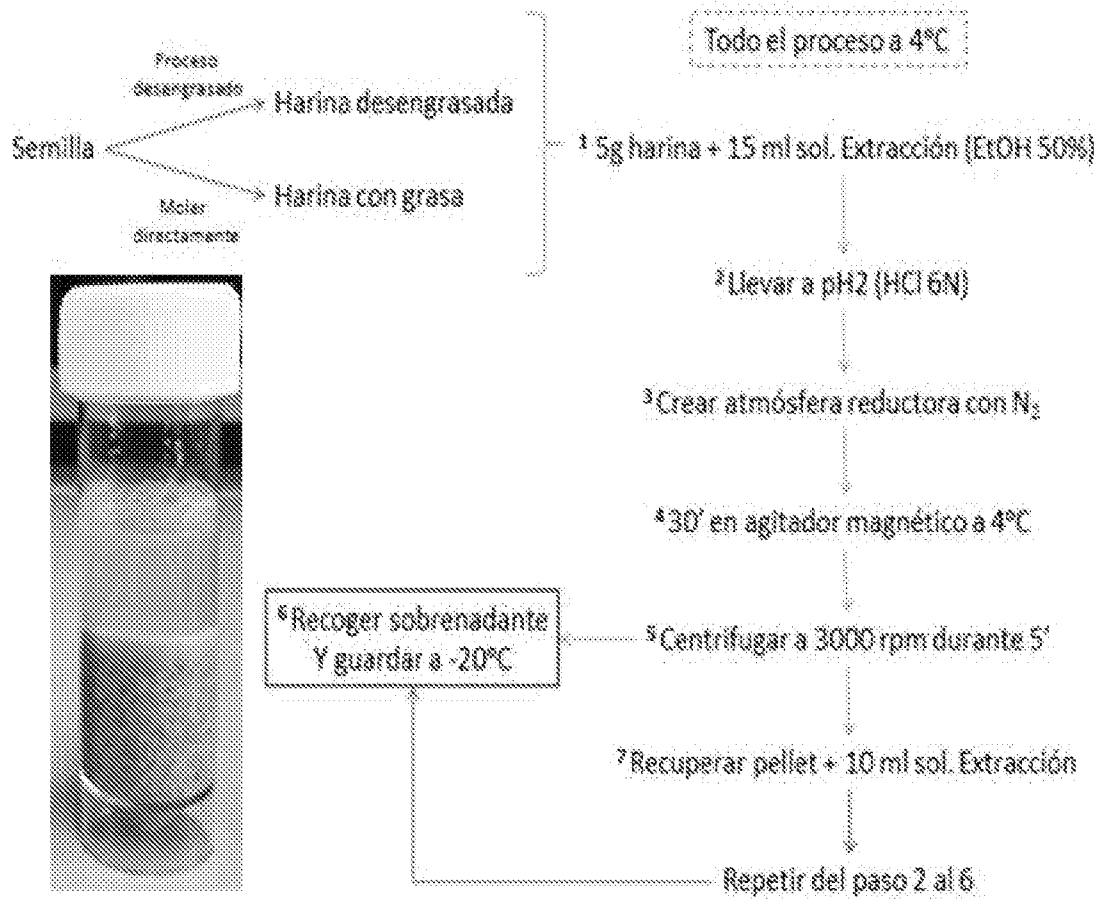 Todo el proceso a 4°C
Proceso
desengrasado
Harina desengrasada
Semilla
Harina con grasa
Moler
directamente
1 5g harina + 15 ml sol. Extracción (EtOH 50%)
2 Llevar a pH2 (HCl 6N)
3 Crear atmósfera reductora con N₂
4 30' en agitador magnético a 4°C
5 Centrifugar a 3000 rpm durante 5'
6 Recoger sobrenadante
Y guardar a -20°C
7 Recuperar pellet + 10 ml sol. Extracción
Repetir del paso 2 al 6